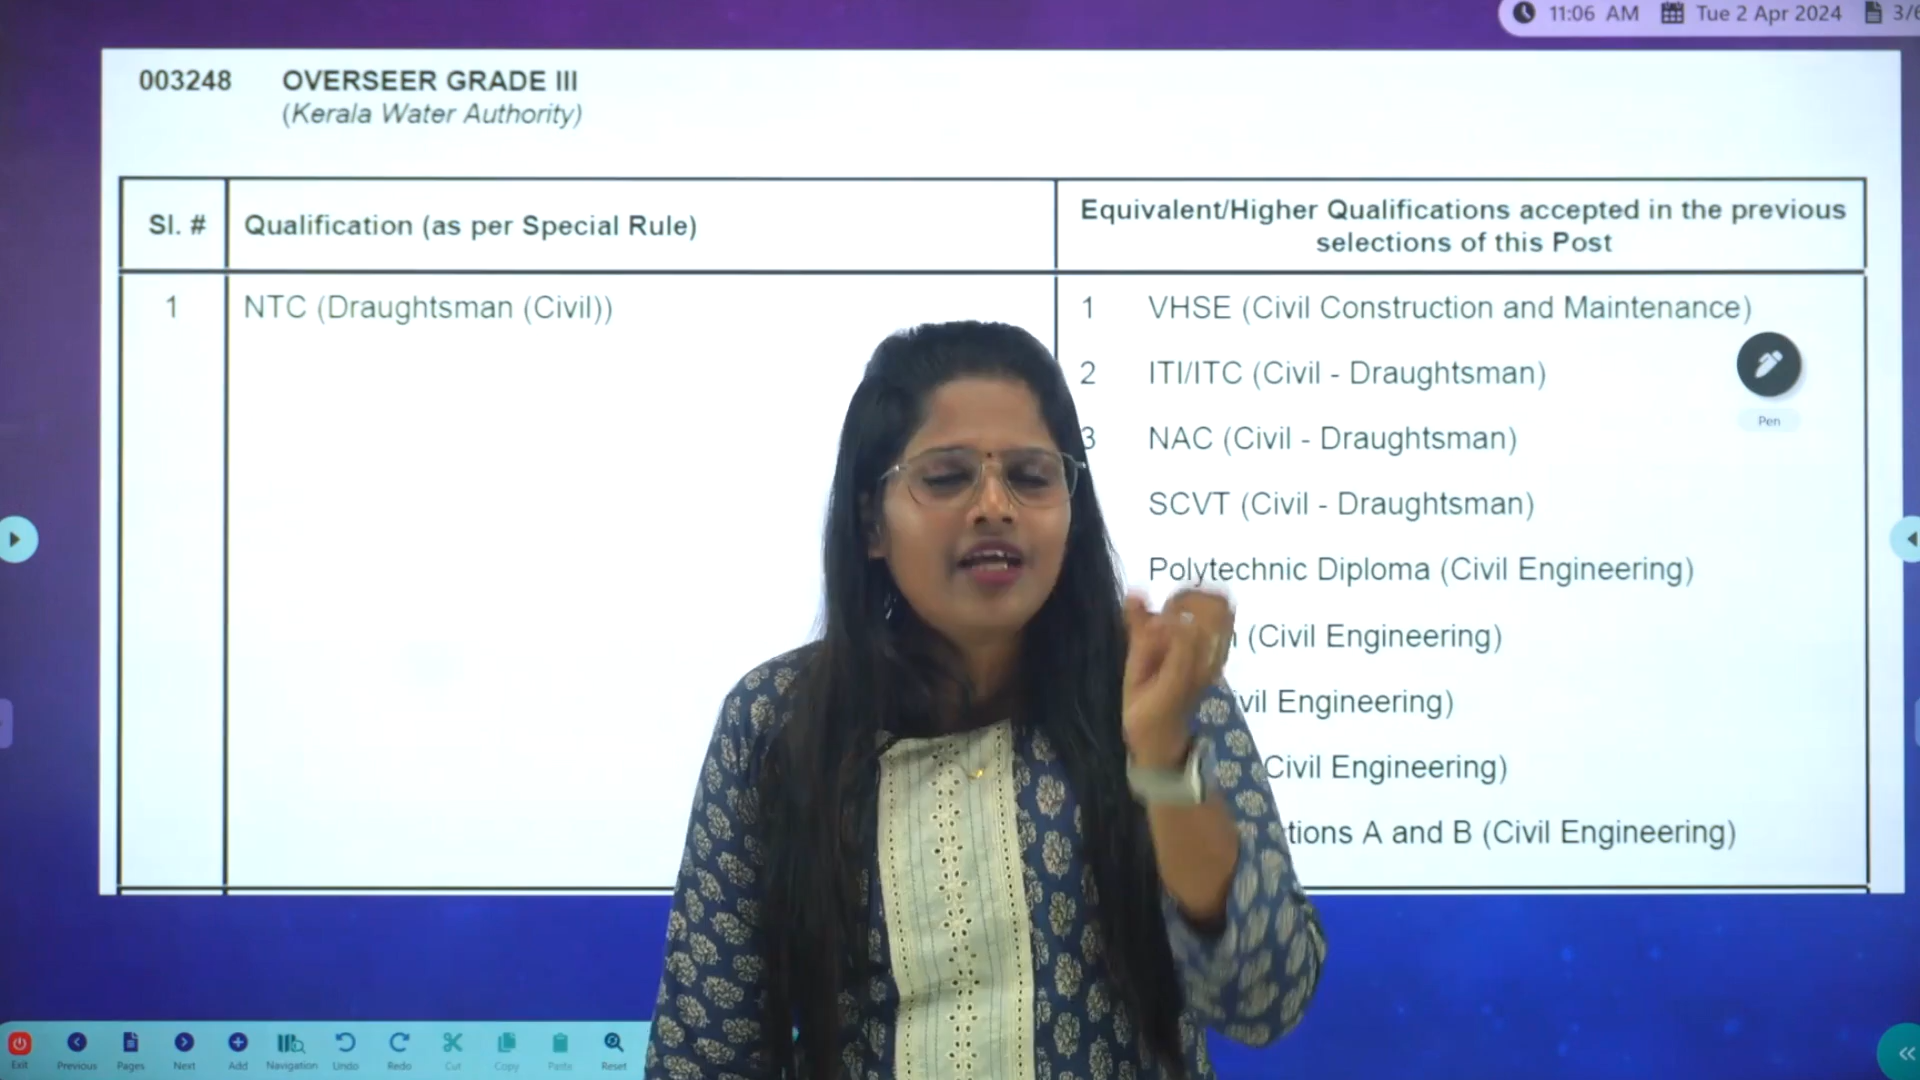 11:06 AM Tue 2 Apr 2024 3/6
003248 OVERSEER GRADE III
(Kerala Water Authority)
Sl. # Qualification (as per Special Rule) Equivalent/Higher Qualifications accepted in the previous
selections of this Post
1 NTC (Draughtsman (Civil)) 1 VHSE (Civil Construction and Maintenance)
2 ITI/ITC (Civil - Draughtsman)
Pen
3 NAC (Civil - Draughtsman)
SCVT (Civil - Draughtsman)
Polytechnic Diploma (Civil Engineering)
(Civil Engineering)
Engineering)
Civil Engineering)
A and B (Civil Engineering)
Exit Previous Pages Next Add Navigation Undo Redo Cut Copy Paste Reset